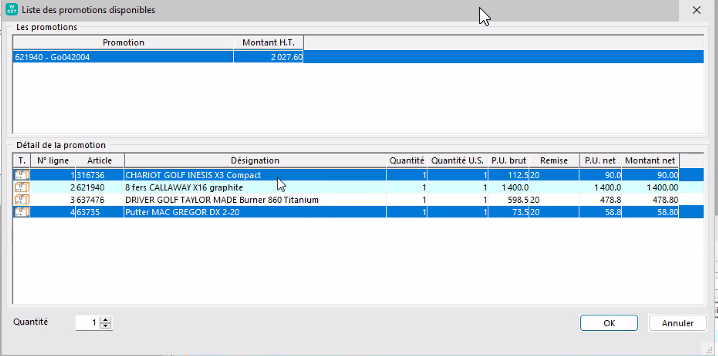 Liste des promotions disponibles
Les promotions
Promotion Montant H.T.
621940 - Go042004 2 027.60
Détail de la promotion
T. N° ligne Article Désignation Quantité Quantité U.S. P.U. brut Remise P.U. net Montant net
1 316736 CHARIOT GOLF INESIS X3 Compact 1 1 112.5 20 90.0 90.00
2 621940 8 fers CALLAWAY X16 graphite 1 1 1 400.0 1 400.0 1 400.00
3 637476 DRIVER GOLF TAYLOR MADE Burner 860 Titanium 1 1 598.5 20 478.8 478.80
4 63735 Putter MAC GREGOR DX 2-20 1 1 73.5 20 58.8 58.80
Quantité 1 OK Annuler